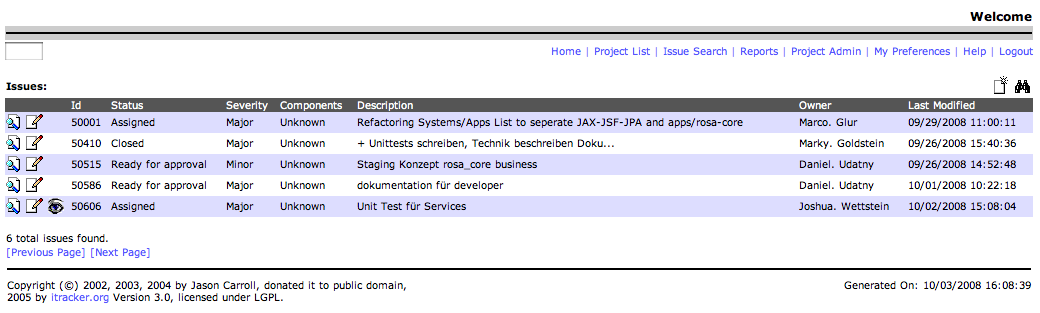 Welcome
Home | Project List | Issue Search | Reports | Project Admin | My Preferences | Help | Logout
Issues:
Id Status Severity Components Description Owner Last Modified
50001 Assigned Major Unknown Refactoring Systems/Apps List to seperate JAX-JSF-JPA and apps/rosa-core Marco. Glur 09/29/2008 11:00:11
50410 Closed Major Unknown + Unittests schreiben, Technik beschreiben Doku... Marky. Goldstein 09/26/2008 15:40:36
50515 Ready for approval Minor Unknown Staging Konzept rosa_core business Daniel. Udatny 09/26/2008 14:52:48
50586 Ready for approval Major Unknown dokumentation für developer Daniel. Udatny 10/01/2008 10:22:18
50606 Assigned Major Unknown Unit Test für Services Joshua. Wettstein 10/02/2008 15:08:04
6 total issues found.
[Previous Page] [Next Page]
Copyright (©) 2002, 2003, 2004 by Jason Carroll, donated it to public domain, Generated On: 10/03/2008 16:08:39
2005 by itracker.org Version 3.0, licensed under LGPL.